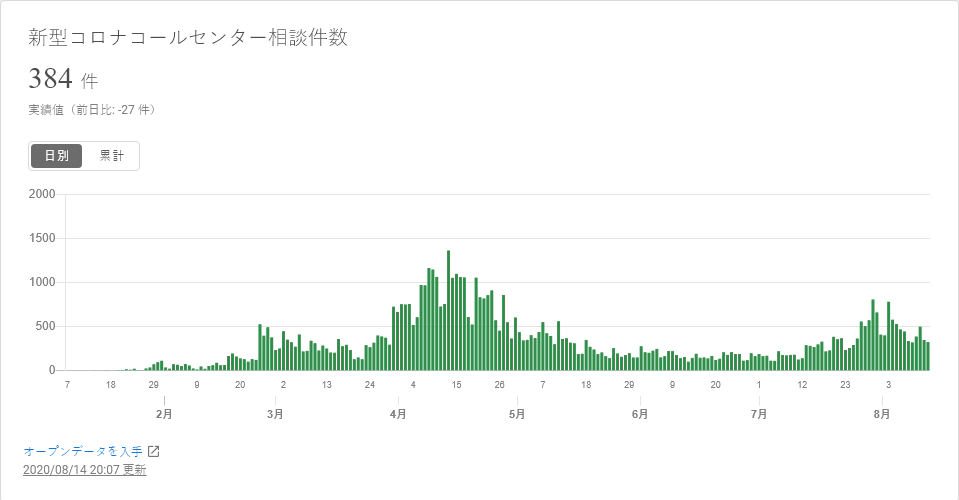 新型コロナコールセンター相談件数
384 件
実績値（前日比: -27 件）
日別 累計
2000
1500
1000
500
0
7 18 29 9 20 2 13 24 4 15 26 7 18 29 9 20 1 12 23 3
2月 3月 4月 5月 6月 7月 8月
オープンデータを入手
2020/08/14 20:07 更新